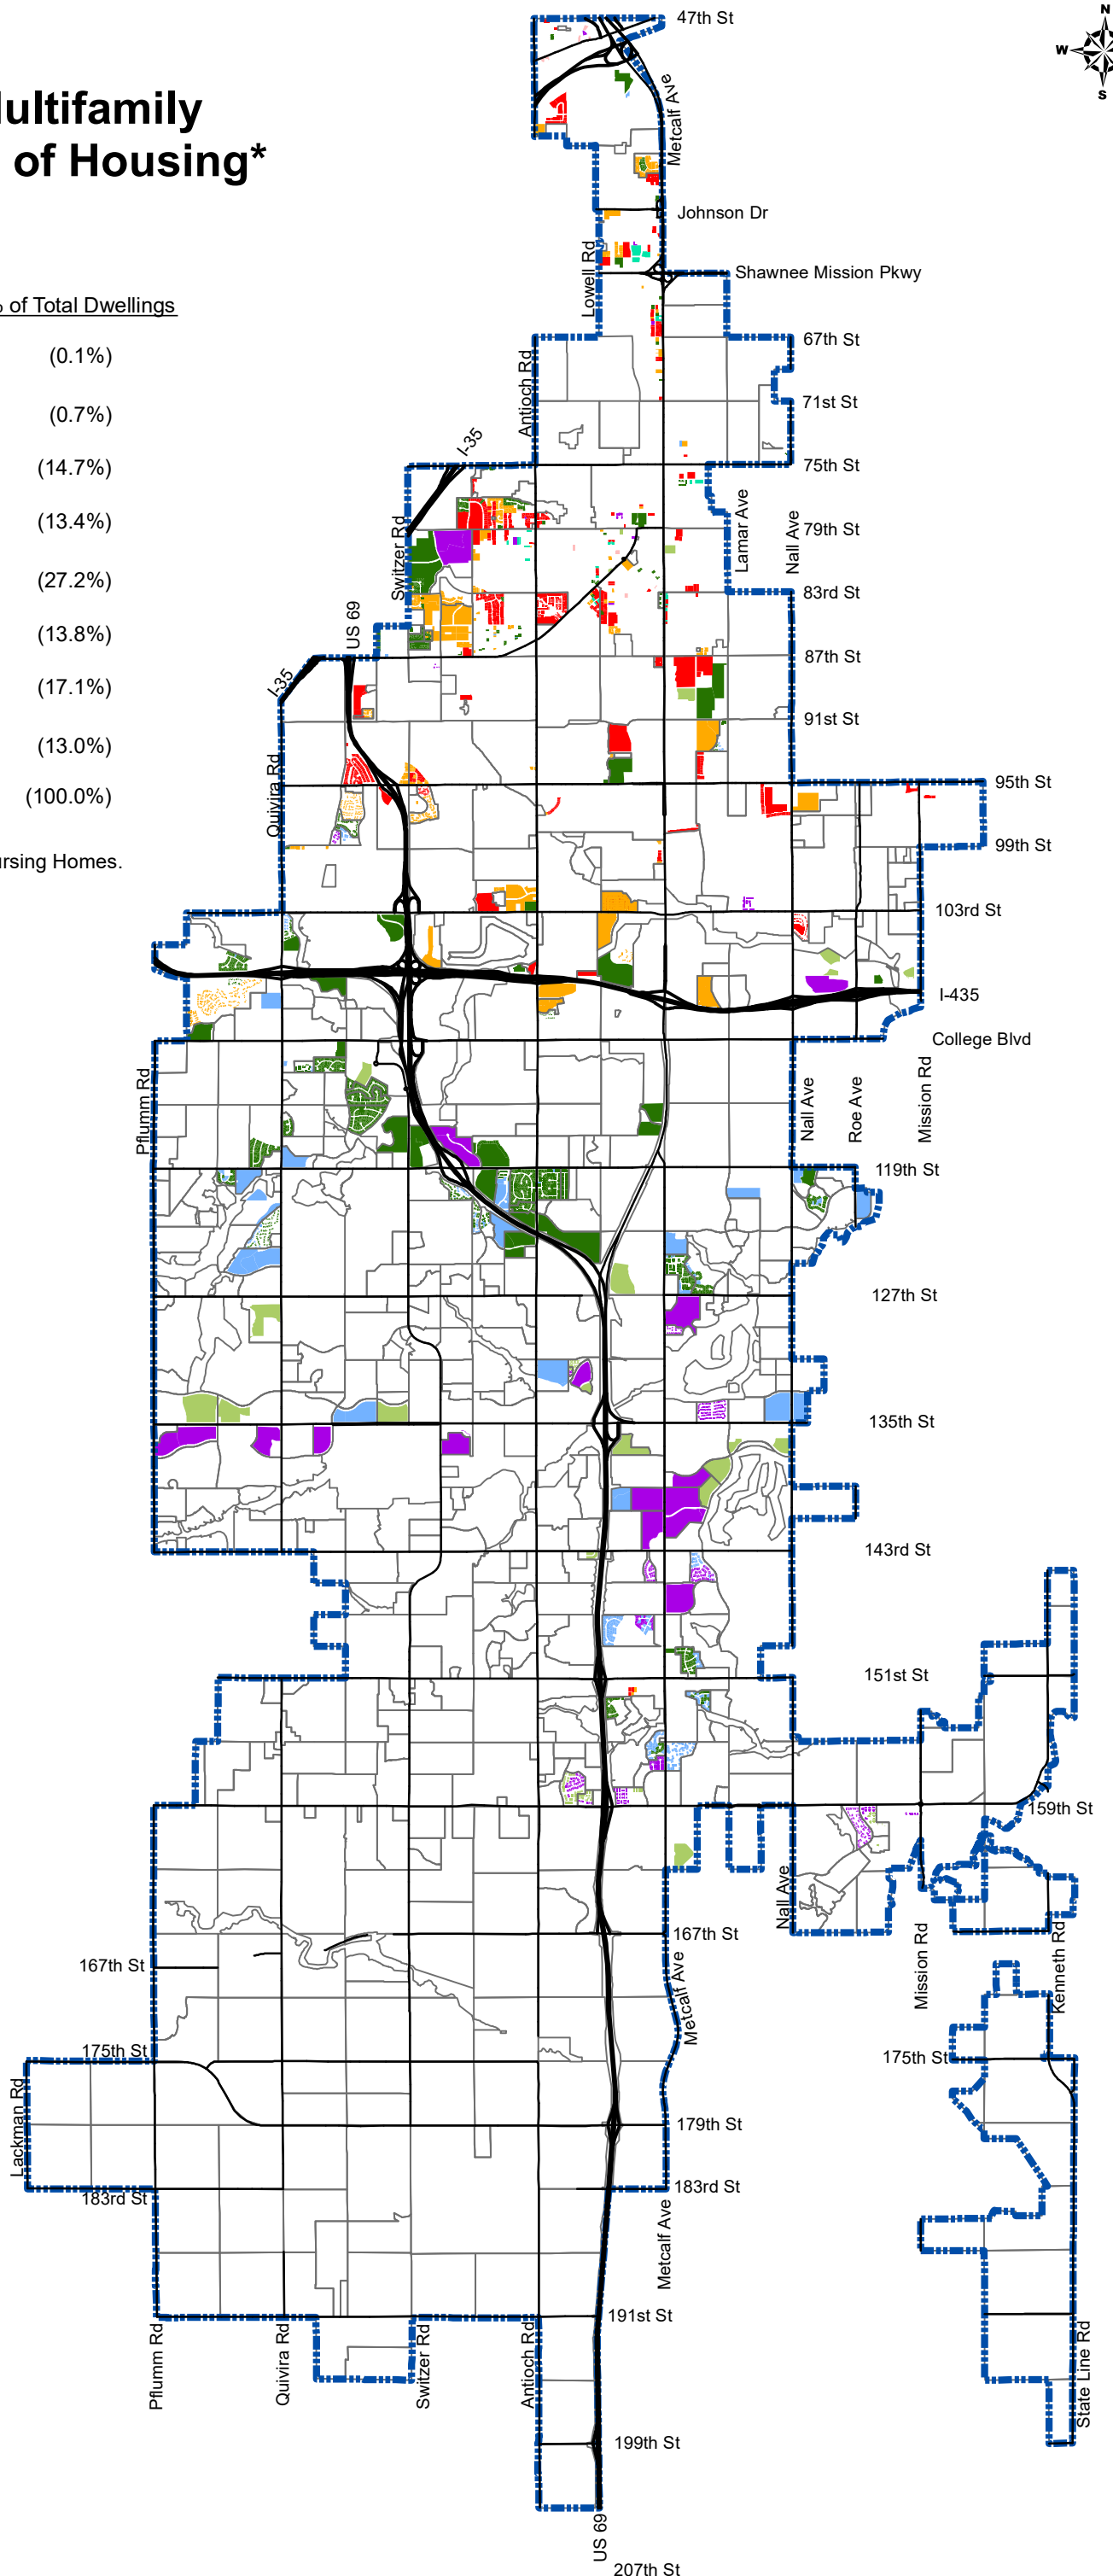 N
W
S
47th St
ultifamily
of Housing*
Metcalf Ave
Johnson Dr
Lowell Rd
Shawnee Mission Pkwy
% of Total Dwellings
67th St
(0.1%)
Antioch Rd
71st St
(0.7%)
I-35
75th St
(14.7%)
Switzer Rd
Lamar Ave
Nall Ave
79th St
(13.4%)
83rd St
(27.2%)
US 69
(13.8%)
87th St
I-35
(17.1%)
91st St
(13.0%)
Quivira Rd
95th St
(100.0%)
99th St
ursing Homes.
103rd St
I-435
College Blvd
Pflumm Rd
Nall Ave
Roe Ave
Mission Rd
119th St
127th St
135th St
143rd St
151st St
159th St
Nall Ave
167th St
Mission Rd
Kenneth Rd
167th St
Metcalf Ave
175th St
175th St
Lackman Rd
179th St
183rd St
183rd St
Metcalf Ave
191st St
Pflumm Rd
Quivira Rd
Switzer Rd
Antioch Rd
State Line Rd
199th St
US 69
207th St